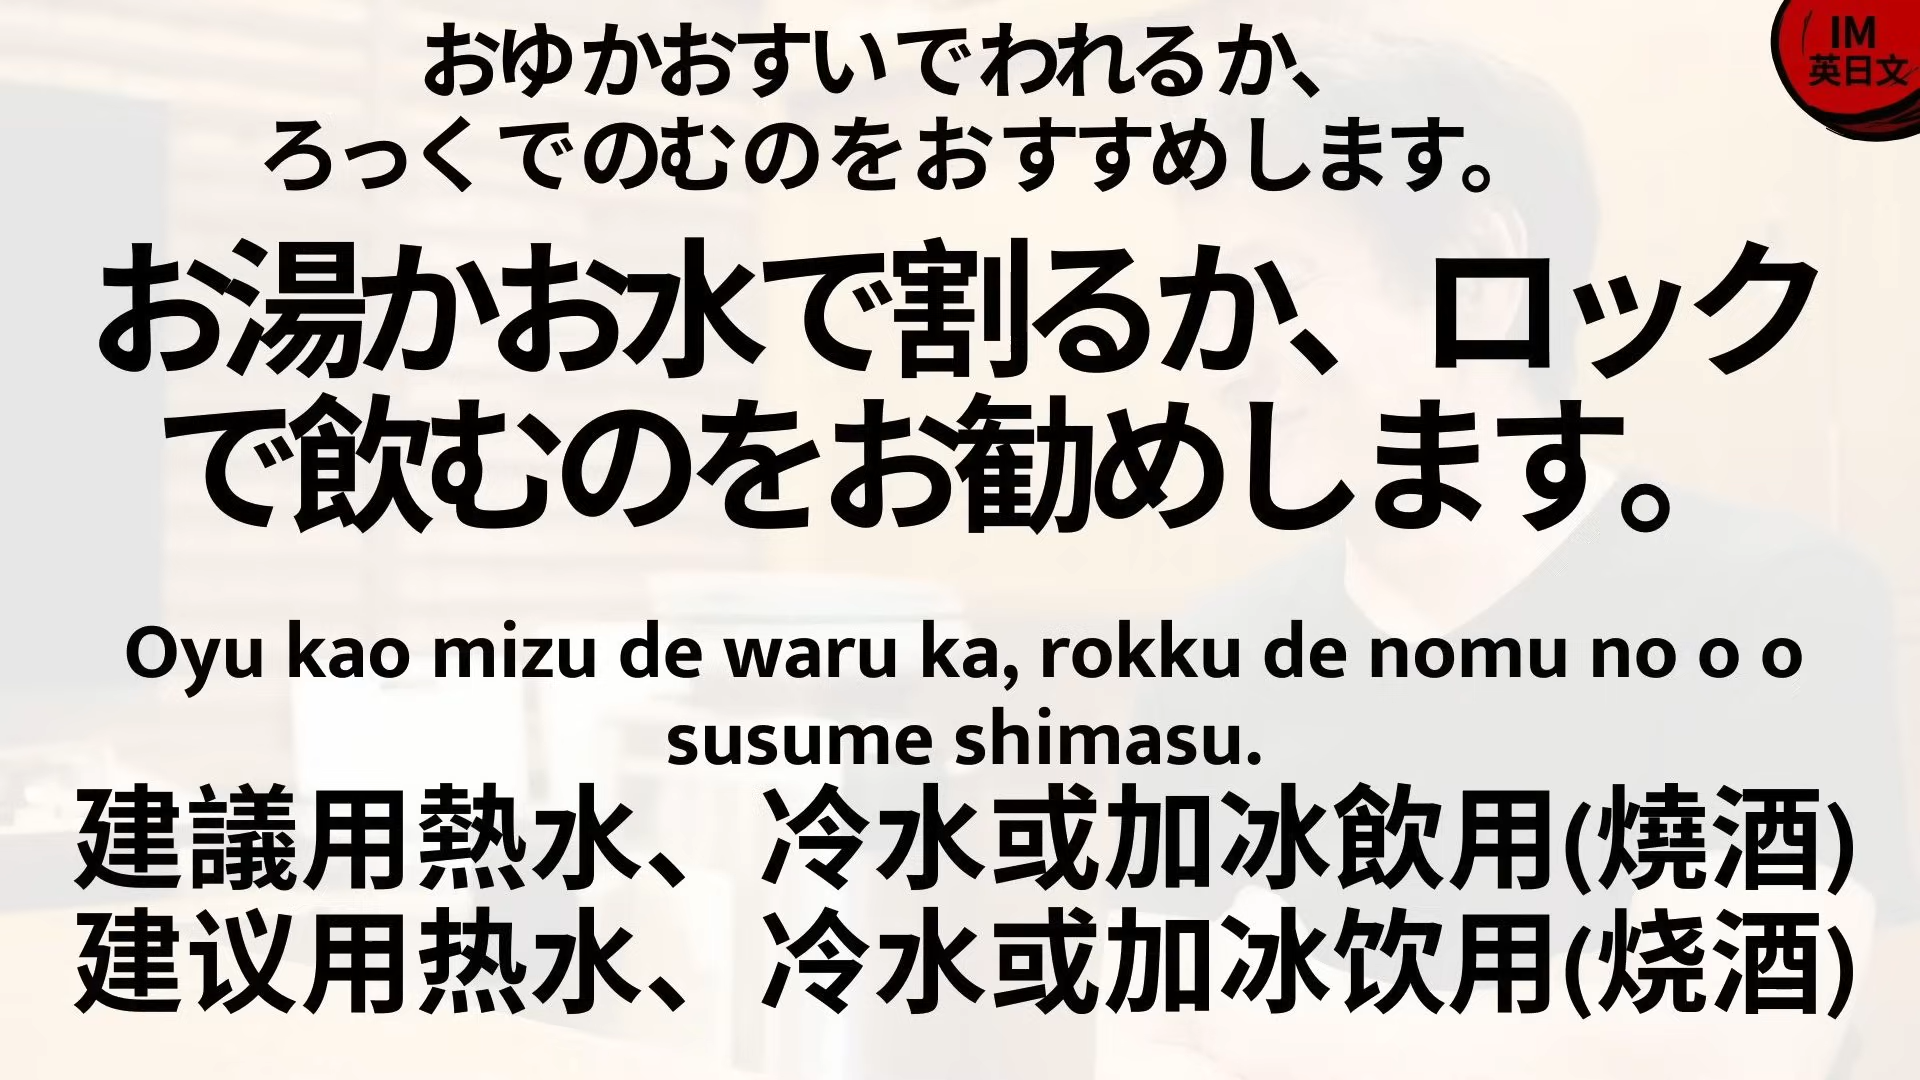 おゆかおすいでわれるか、
ろっくでのむのをおすすめします。
お湯かお水で割るか、ロック
で飲むのをお勧めします。
Oyu kao mizu de waru ka, rokku de nomu no o o
susume shimasu.
建議用熱水、冷水或加冰飲用(燒酒)
建议用热水、冷水或加冰饮用(烧酒)
IM
英日文